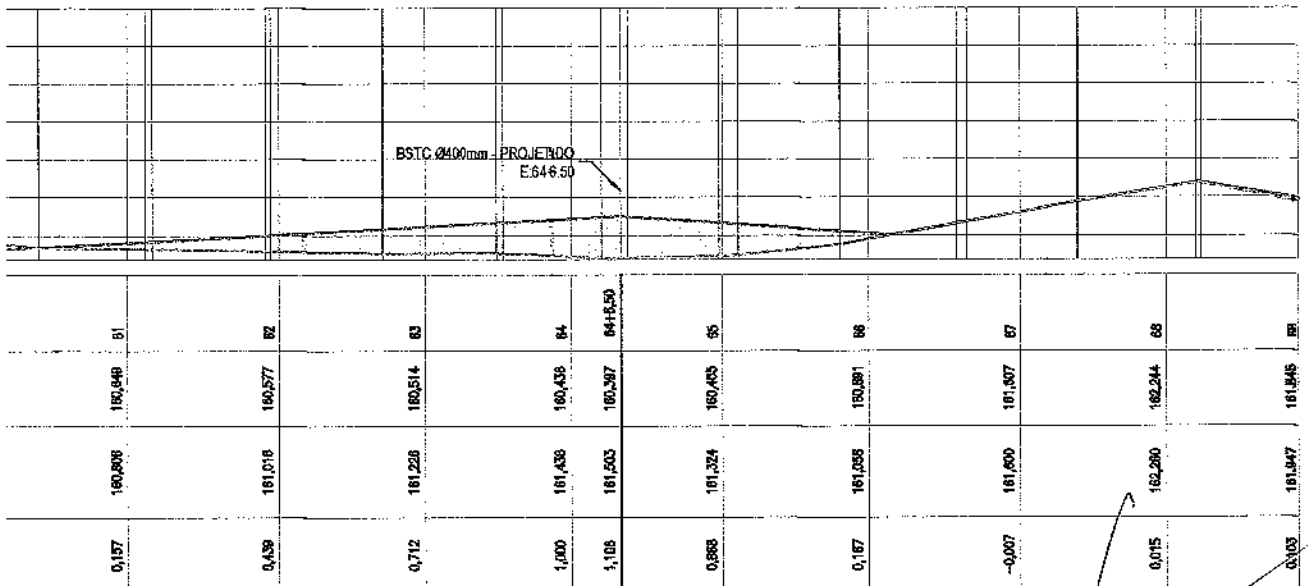 BSTC Ø400mm - PROJETADO
E:64+6.50
61 62 63 64 64+6,50 65 66 67 68 69
160,649 160,577 160,514 160,438 160,397 160,485 160,891 161,607 162,244 161,845
160,806 161,016 161,226 161,438 161,503 161,324 161,058 161,600 162,260 161,947
0,157 0,439 0,712 1,000 1,106 0,868 0,167 -0,007 0,015 0,103